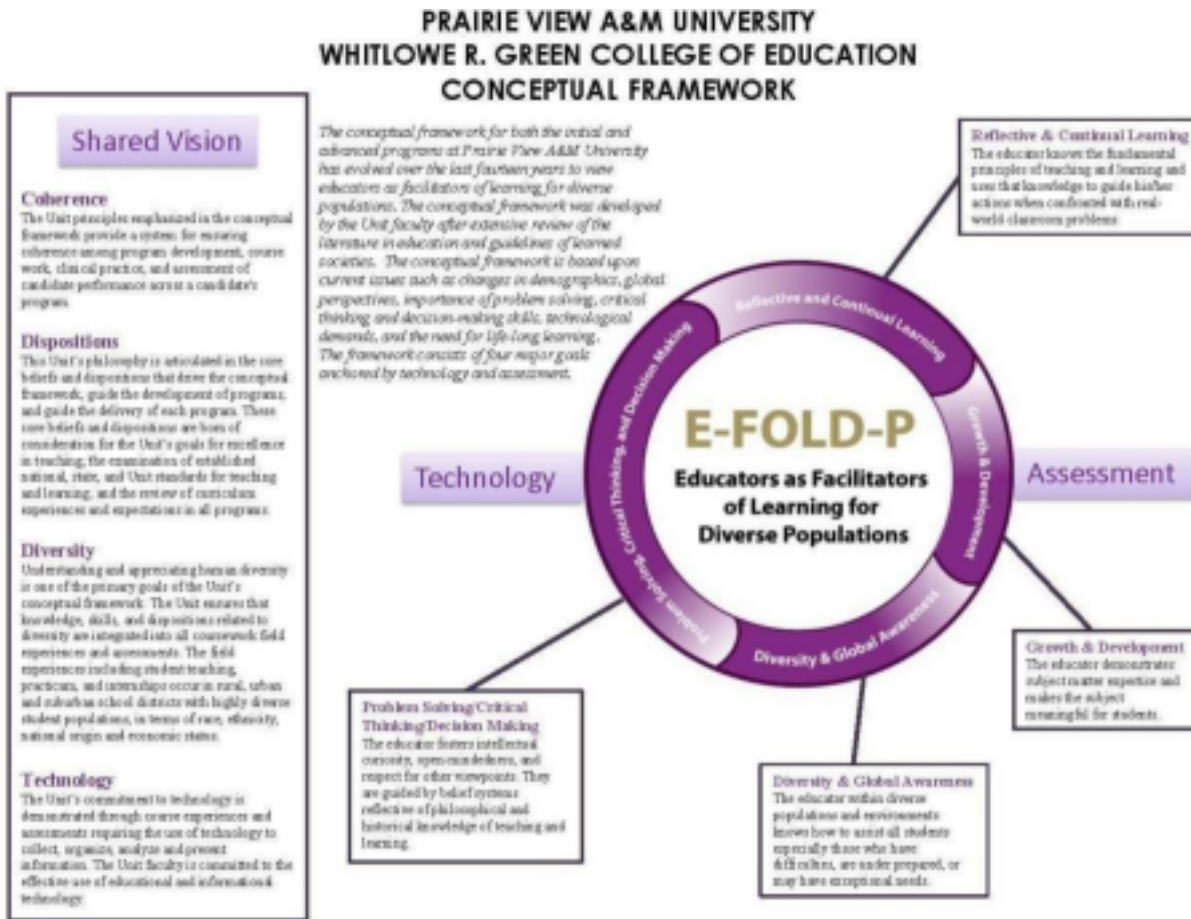 PRAIRIE VIEW A&M UNIVERSITY
WHITLOWE R. GREEN COLLEGE OF EDUCATION
CONCEPTUAL FRAMEWORK
Shared Vision
Coherence
The Unit principles emphasized in the conceptual
framework provide a system for ensuring
coherence among program development, course
work, clinical practice, and assessment of
candidate performance across a candidate's
program.
Dispositions
This Unit's philosophy is articulated in the core
beliefs and dispositions that drive the conceptual
framework, guide the development of programs,
and guide the delivery of each program. These
core beliefs and dispositions are born of
consideration for the Unit's goals for excellence
in teaching, the examination of established
national, state, and Unit standards for teaching
and learning, and the review of curriculum
experiences and expectations in all programs.
Diversity
Understanding and appreciating human diversity
is one of the primary goals of the Unit's
conceptual framework. The Unit ensures that
knowledge, skills, and dispositions related to
diversity are integrated into all coursework field
experiences and assessments. The field
experiences including student teaching,
practicum, and internships occur in rural, urban
and suburban school districts with highly diverse
student populations, in terms of race, ethnicity,
national origin and economic status.
Technology
The Unit's commitment to technology is
demonstrated through course experiences and
assessments requiring the use of technology to
collect, organize, analyze and present
information. The Unit faculty is committed to the
effective use of educational and informational
technology.
The conceptual framework for both the initial and
advanced programs at Prairie View A&M University
has evolved over the last fourteen years to view
educators as facilitators of learning for diverse
populations. The conceptual framework was developed
by the Unit faculty after extensive review of the
literature in education and guidelines of learned
societies. The conceptual framework is based upon
current issues such as changes in demographics, global
perspectives, importance of problem solving, critical
thinking and decision-making skills, technological
demands, and the need for life-long learning.
The framework consists of four major goals
anchored by technology and assessment.
Technology
Problem Solving, Critical Thinking, and Decision Making
Reflective and Continual Learning
Growth & Development
Diversity & Global Awareness
E-FOLD-P
Educators as Facilitators
of Learning for
Diverse Populations
Assessment
Reflective & Continual Learning
The educator knows the fundamental
principles of teaching and learning and
uses that knowledge to guide his/her
actions when confronted with real-
world classroom problems.
Growth & Development
The educator demonstrates
subject matter expertise and
makes the subject
meaningful for students.
Diversity & Global Awareness
The educator within diverse
populations and environments
knows how to assist all students
especially those who have
difficulties, are under prepared, or
may have exceptional needs.
Problem Solving/Critical
Thinking/Decision Making
The educator fosters intellectual
curiosity, open-mindedness, and
respect for other viewpoints. They
are guided by belief systems
reflective of philosophical and
historical knowledge of teaching and
learning.